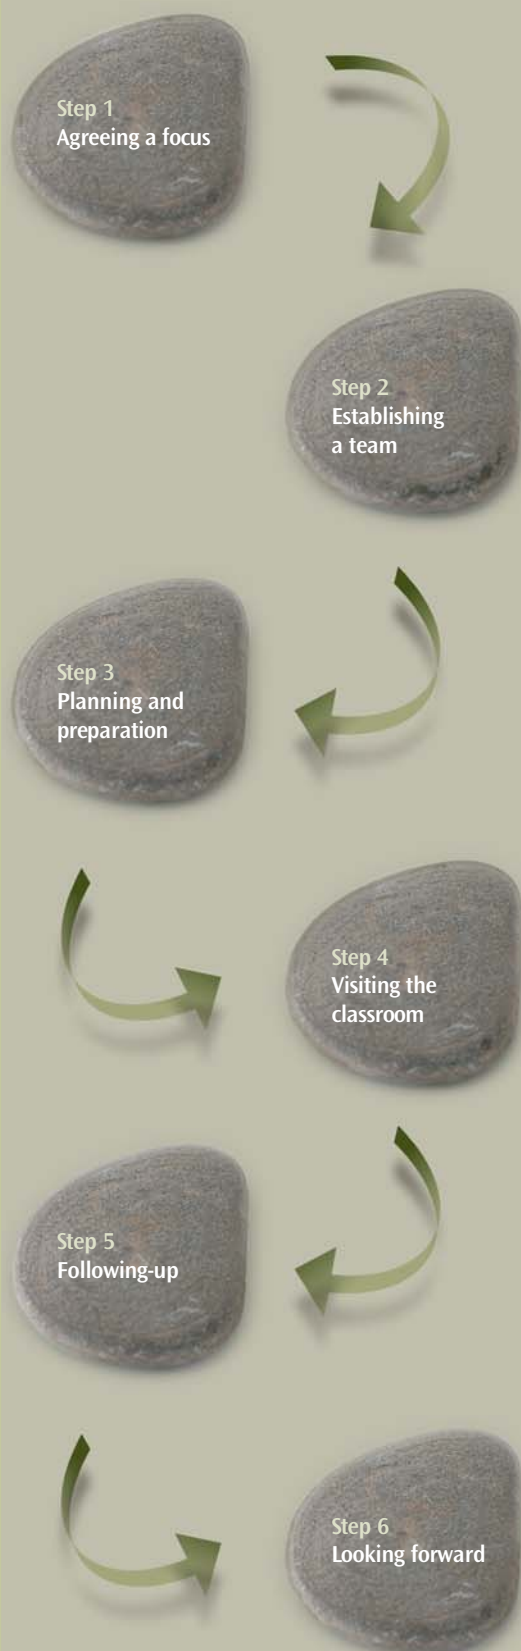 Step 1
Agreeing a focus
Step 2
Establishing
a team
Step 3
Planning and
preparation
Step 4
Visiting the
classroom
Step 5
Following-up
Step 6
Looking forward